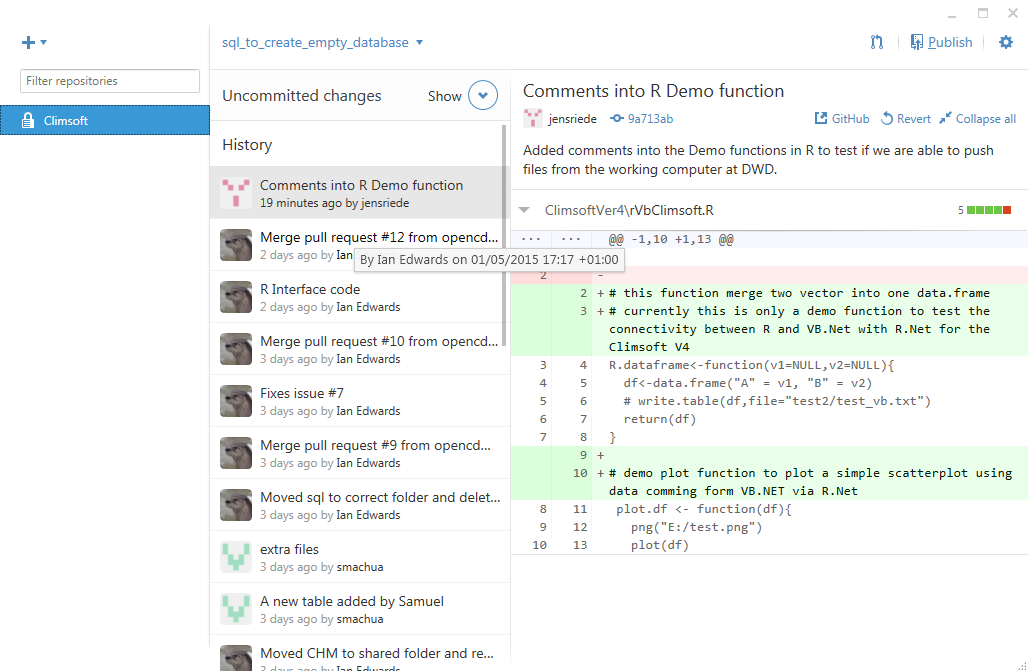 sql_to_create_empty_database
Publish
Filter repositories
Climsoft
Uncommitted changes
Show
History
Comments into R Demo function
19 minutes ago by jensriede
Merge pull request #12 from opencd...
2 days ago by Ian
By Ian Edwards on 01/05/2015 17:17 +01:00
R Interface code
2 days ago by Ian Edwards
Merge pull request #10 from opencd...
3 days ago by Ian Edwards
Fixes issue #7
3 days ago by Ian Edwards
Merge pull request #9 from opencd...
3 days ago by Ian Edwards
Moved sql to correct folder and delet...
3 days ago by Ian Edwards
extra files
3 days ago by smachua
A new table added by Samuel
3 days ago by smachua
Moved CHM to shared folder and re...
3 days ago by Ian Edwards
Comments into R Demo function
jensriede 9a713ab GitHub Revert Collapse all
Added comments into the Demo functions in R to test if we are able to push
files from the working computer at DWD.
ClimsoftVer4\rVbClimsoft.R 5
... ... @@ -1,10 +1,13 @@
2 -
2 + # this function merge two vector into one data.frame
3 + # currently this is only a demo function to test the
connectivity between R and VB.Net with R.Net for the
Climsoft V4
3 4 R.dataframe<-function(v1=NULL,v2=NULL){
4 5 df<-data.frame("A" = v1, "B" = v2)
5 6 # write.table(df,file="test2/test_vb.txt")
6 7 return(df)
7 8 }
9 +
10 + # demo plot function to plot a simple scatterplot using
data comming form VB.NET via R.Net
8 11 plot.df <- function(df){
9 12 png("E:/test.png")
10 13 plot(df)